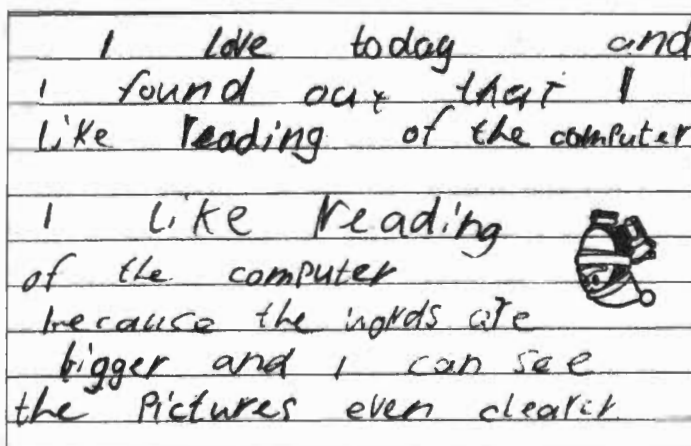 I love today and
I found out that I
like reading of the computer
I like reading
of the computer
because the words are
bigger and I can see
the Pictures even clearer